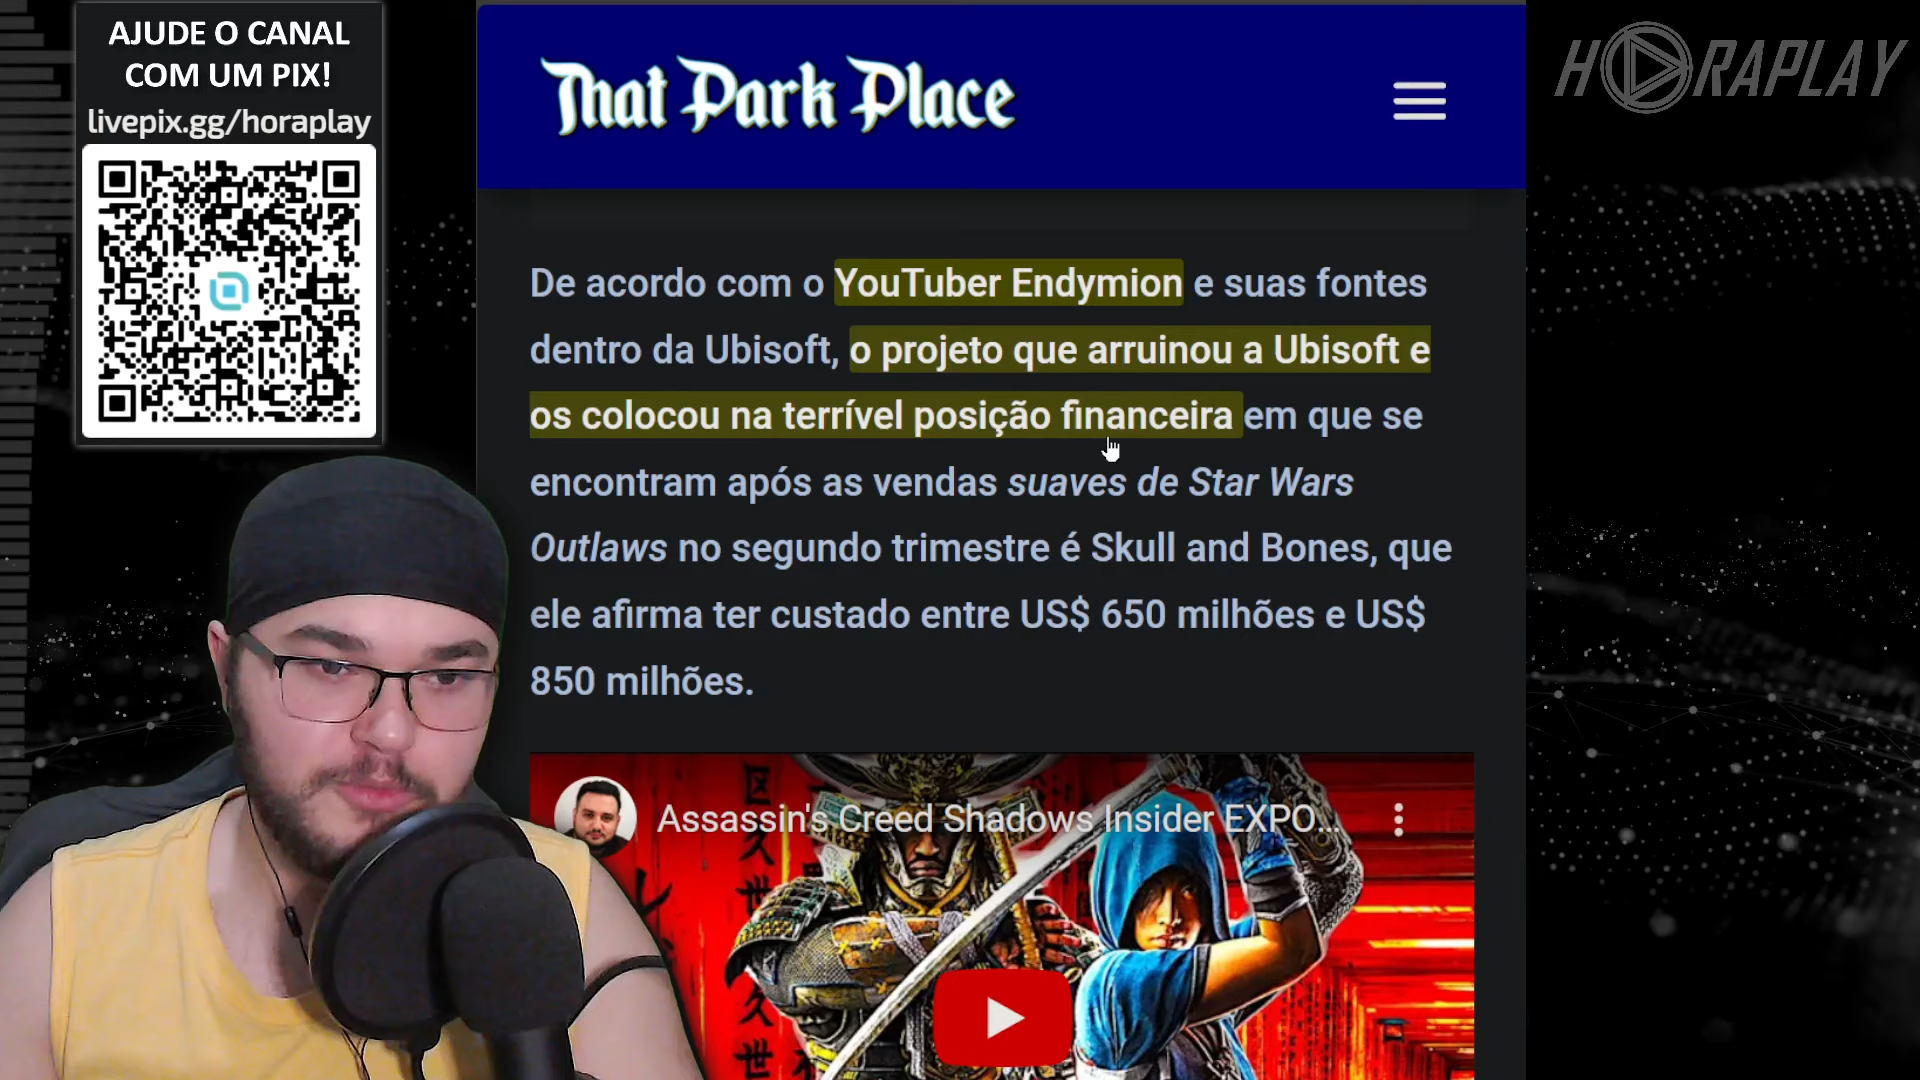 AJUDE O CANAL
COM UM PIX!
livepix.gg/horaplay
That Park Place
HORAPLAY
De acordo com o YouTuber Endymion e suas fontes
dentro da Ubisoft, o projeto que arruinou a Ubisoft e
os colocou na terrível posição financeira em que se
encontram após as vendas suaves de Star Wars
Outlaws no segundo trimestre é Skull and Bones, que
ele afirma ter custado entre US$ 650 milhões e US$
850 milhões.
Assassin's Creed Shadows Insider EXPO...